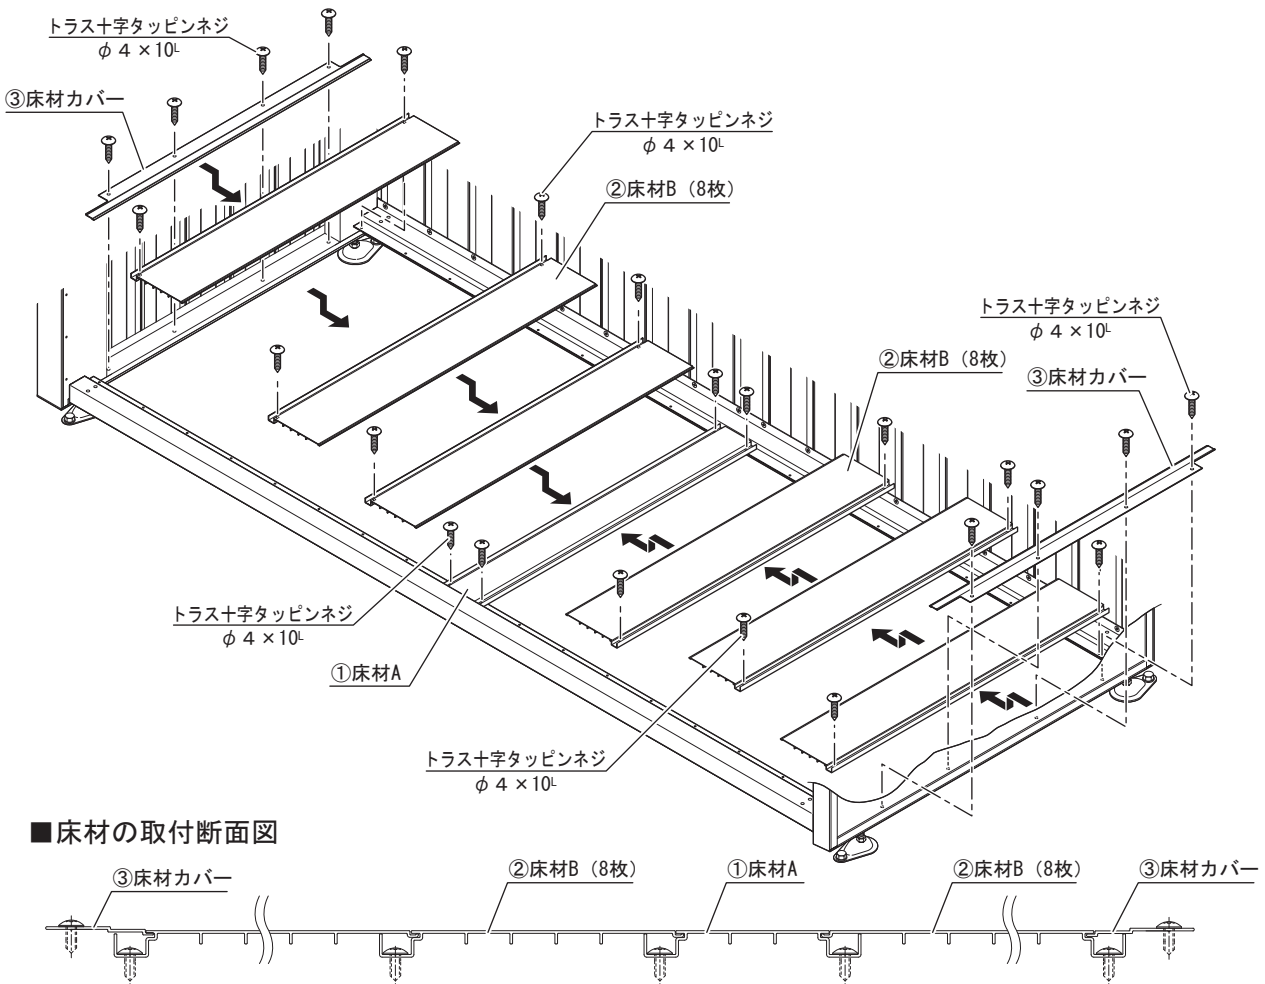 トラス十字タッピンネジ
φ４×10ᴸ
③床材カバー
トラス十字タッピンネジ
φ４×10ᴸ
②床材B（8枚）
トラス十字タッピンネジ
φ４×10ᴸ
②床材B（8枚）
③床材カバー
トラス十字タッピンネジ
φ４×10ᴸ
①床材A
トラス十字タッピンネジ
φ４×10ᴸ
■床材の取付断面図
③床材カバー
②床材B（8枚）
①床材A
②床材B（8枚）
③床材カバー